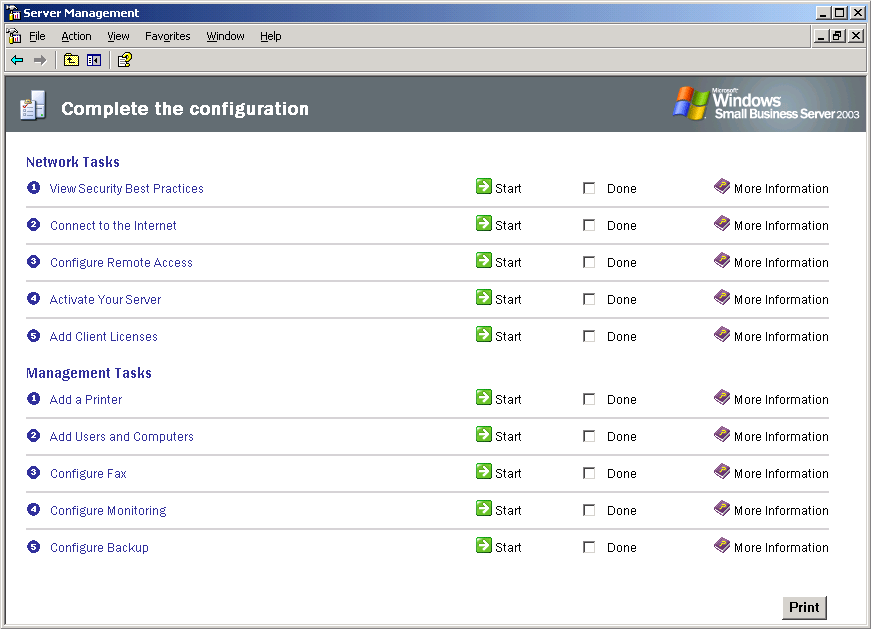 Server Management
File Action View Favorites Window Help
Complete the configuration
Microsoft
Windows
Small Business Server 2003
Network Tasks
1 View Security Best Practices Start Done More Information
2 Connect to the Internet Start Done More Information
3 Configure Remote Access Start Done More Information
4 Activate Your Server Start Done More Information
5 Add Client Licenses Start Done More Information
Management Tasks
1 Add a Printer Start Done More Information
2 Add Users and Computers Start Done More Information
3 Configure Fax Start Done More Information
4 Configure Monitoring Start Done More Information
5 Configure Backup Start Done More Information
Print